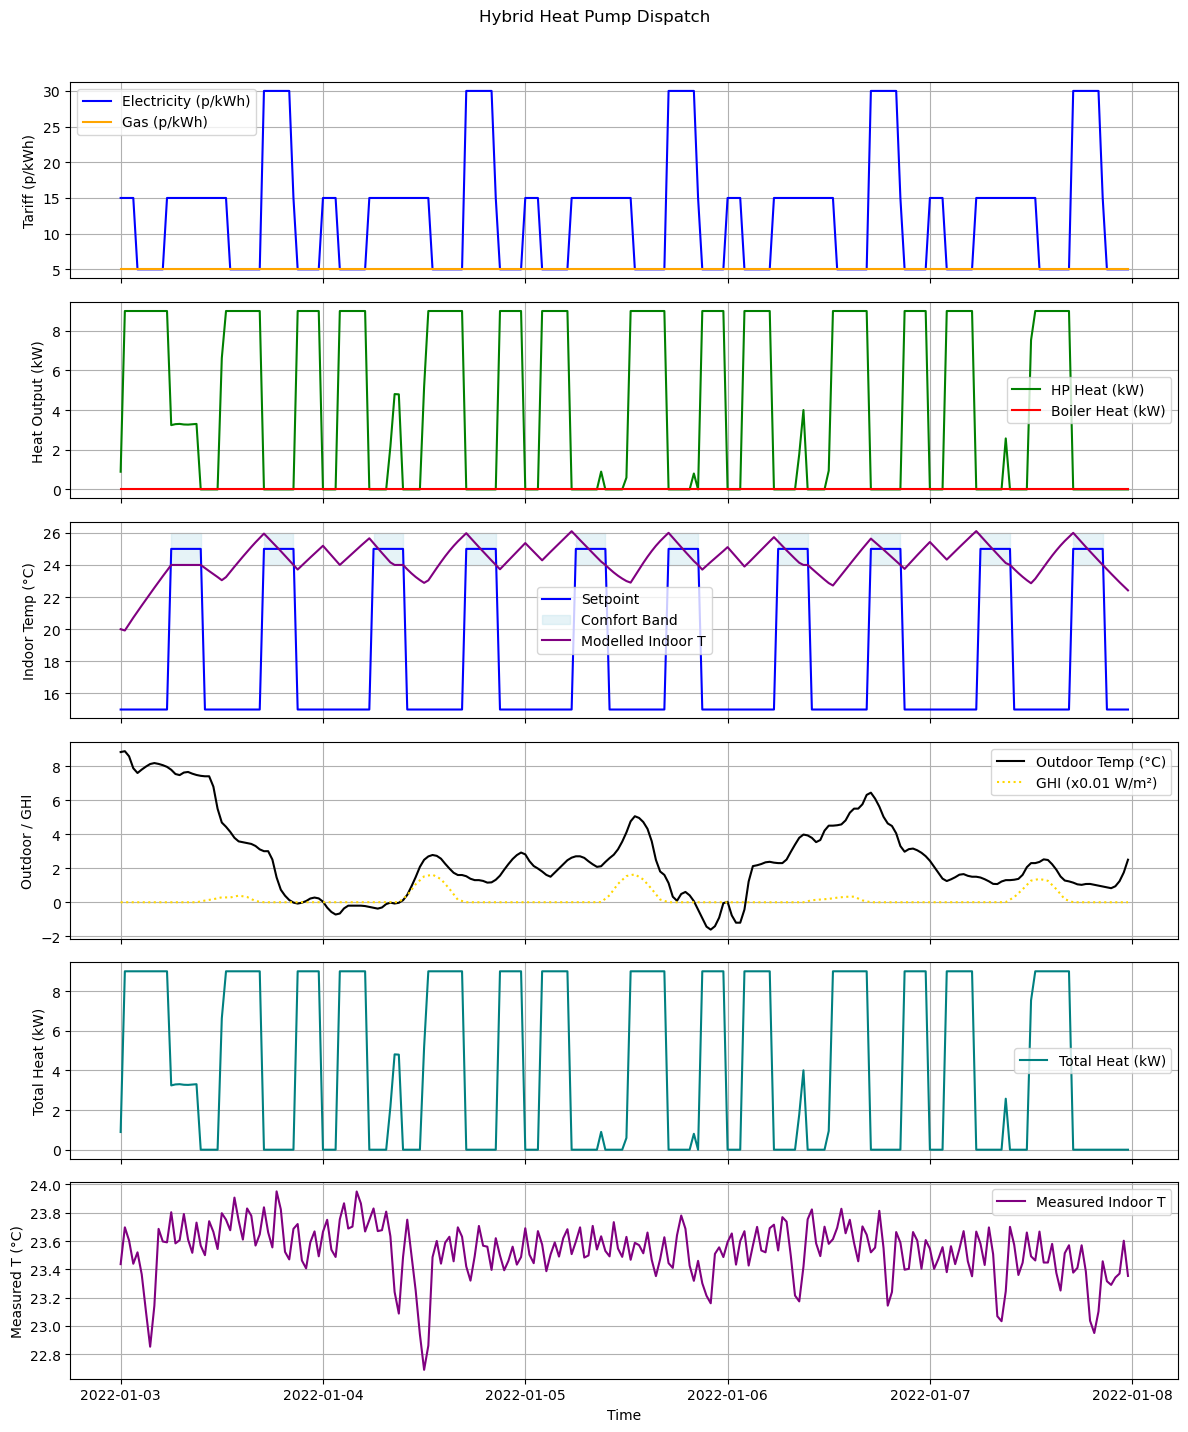 Hybrid Heat Pump Dispatch
Tariff (p/kWh)
30
25
20
15
10
5
Electricity (p/kWh)
Gas (p/kWh)
Heat Output (kW)
8
6
4
2
0
HP Heat (kW)
Boiler Heat (kW)
Indoor Temp (°C)
26
24
22
20
18
16
Setpoint
Comfort Band
Modelled Indoor T
Outdoor / GHI
8
6
4
2
0
−2
Outdoor Temp (°C)
GHI (x0.01 W/m²)
Total Heat (kW)
8
6
4
2
0
Total Heat (kW)
Measured T (°C)
24.0
23.8
23.6
23.4
23.2
23.0
22.8
Measured Indoor T
2022-01-03
2022-01-04
2022-01-05
2022-01-06
2022-01-07
2022-01-08
Time